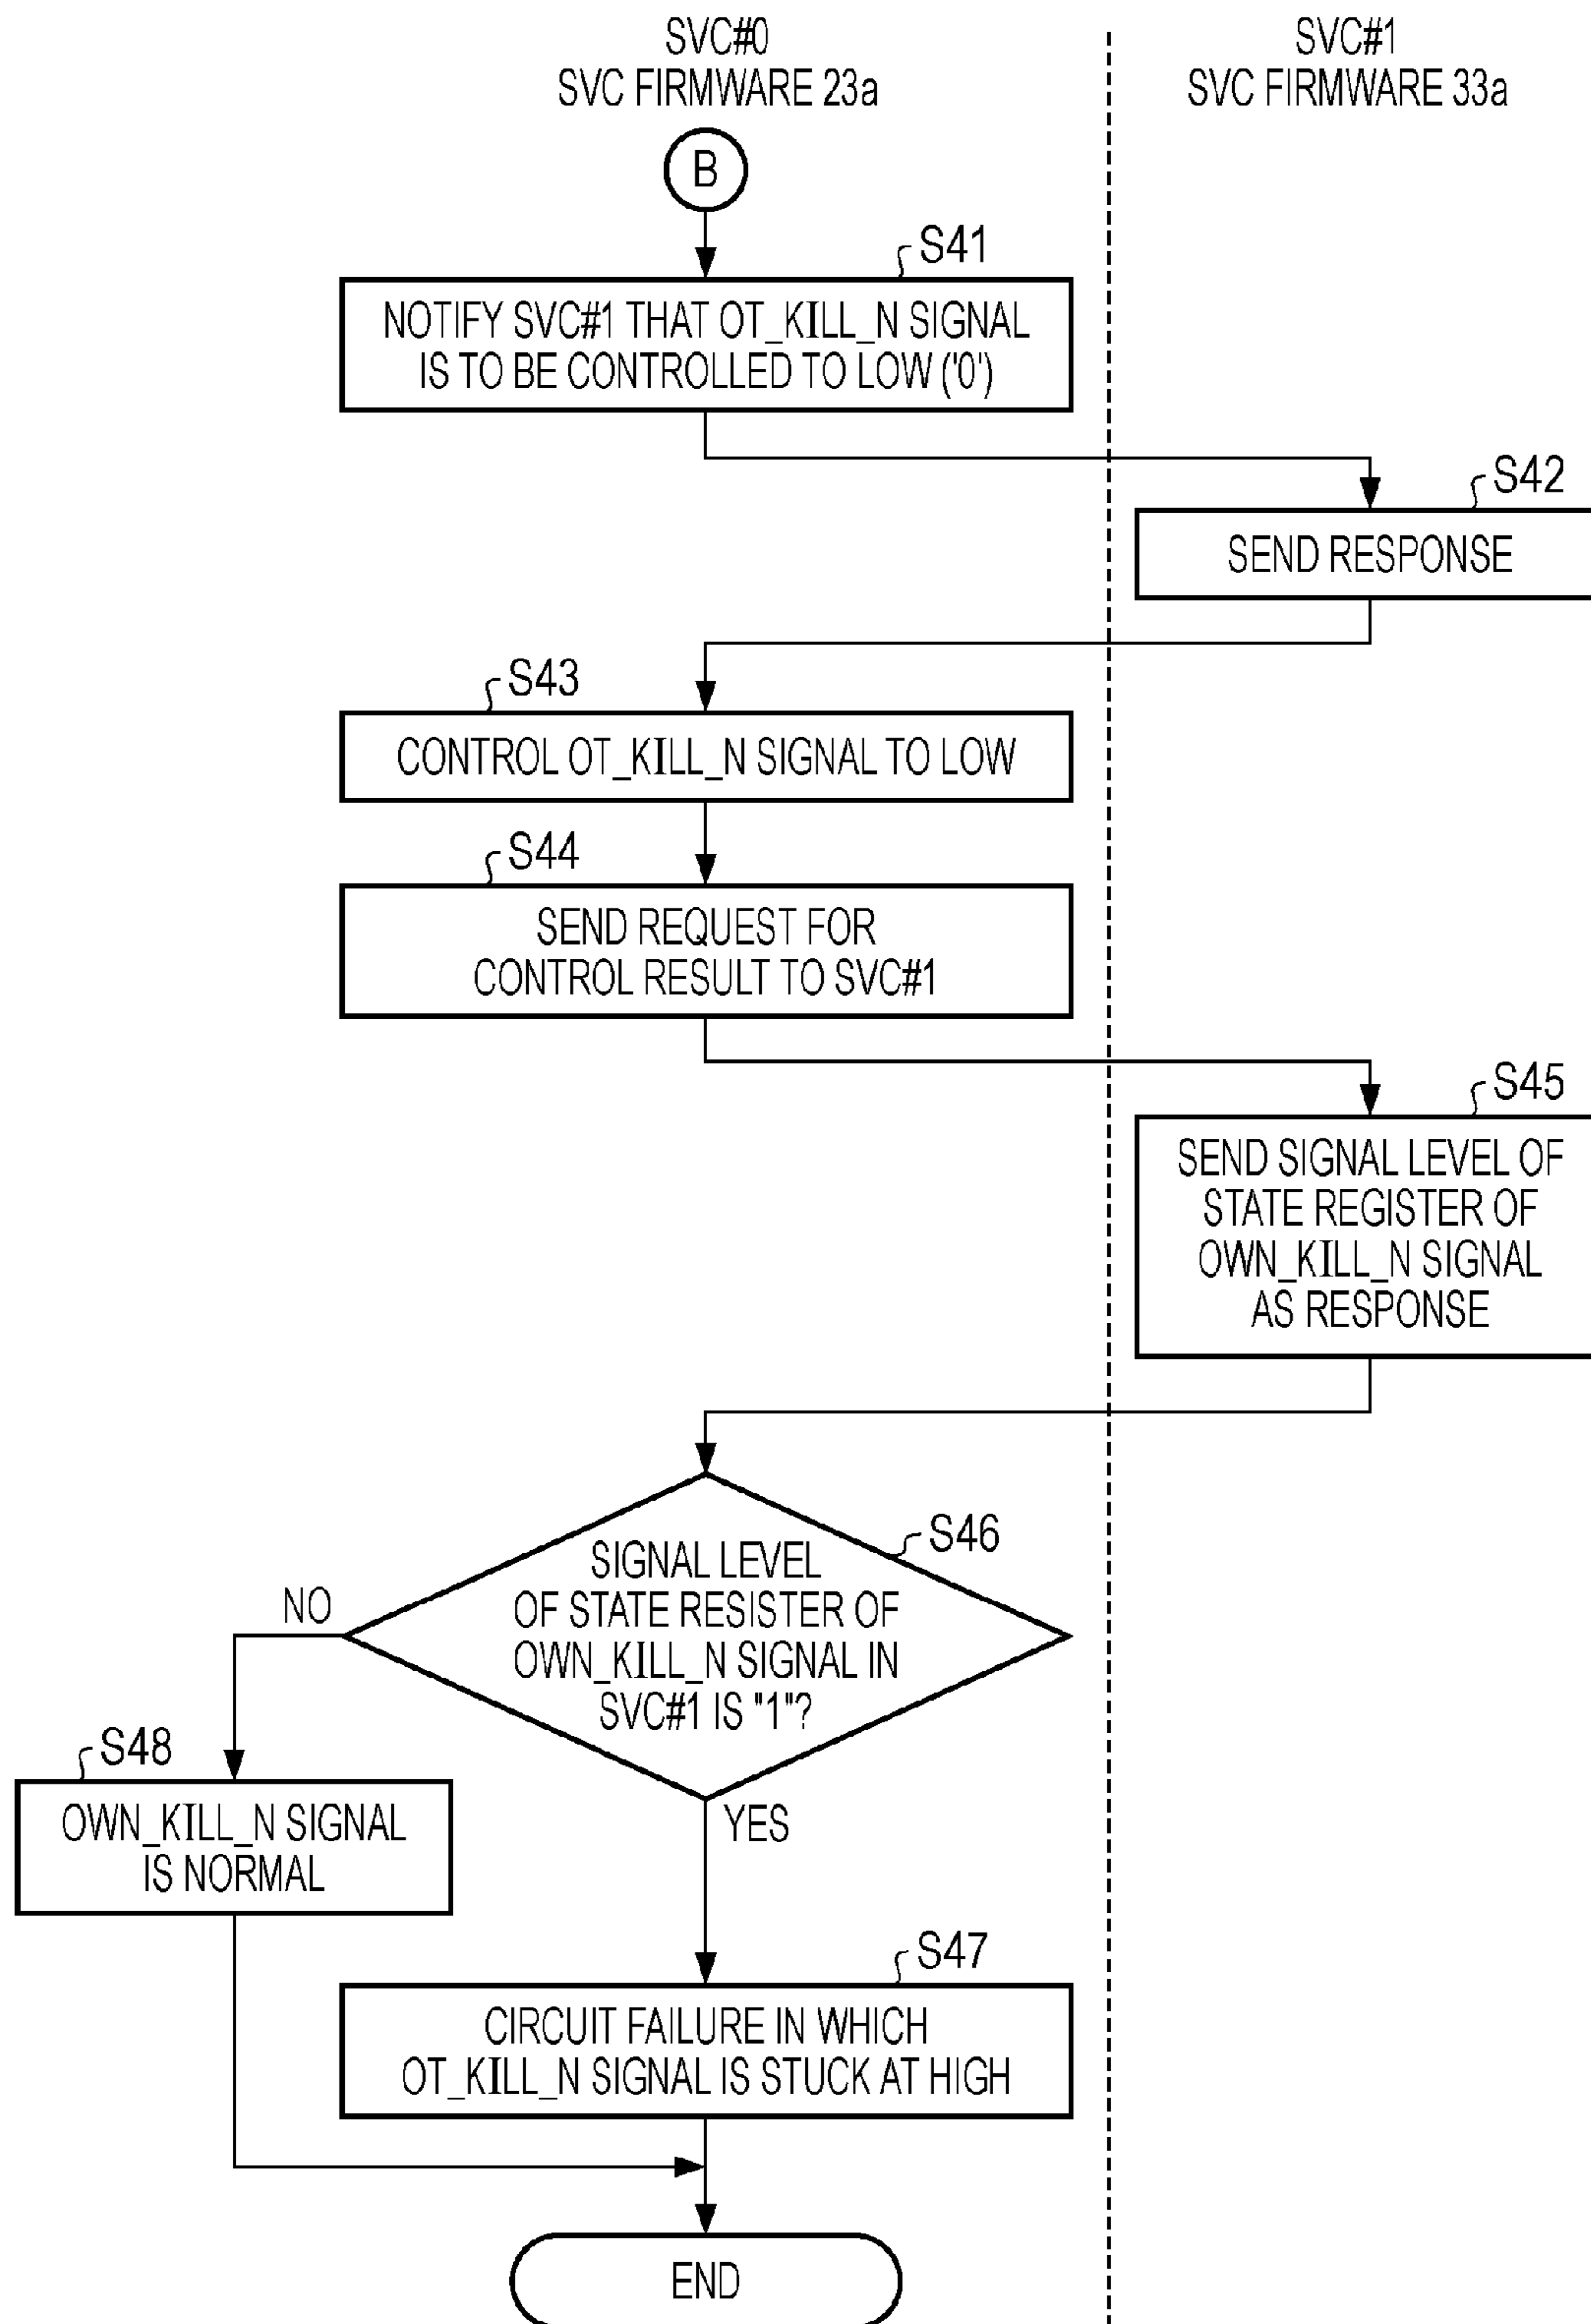 SVC#0
SVC FIRMWARE 23a
SVC#1
SVC FIRMWARE 33a
B
S41
NOTIFY SVC#1 THAT OT_KILL_N SIGNAL
IS TO BE CONTROLLED TO LOW ('0')
S42
SEND RESPONSE
S43
CONTROL OT_KILL_N SIGNAL TO LOW
S44
SEND REQUEST FOR
CONTROL RESULT TO SVC#1
S45
SEND SIGNAL LEVEL OF
STATE REGISTER OF
OWN_KILL_N SIGNAL
AS RESPONSE
S46
SIGNAL LEVEL
OF STATE RESISTER OF
OWN_KILL_N SIGNAL IN
SVC#1 IS "1"?
NO
YES
S48
OWN_KILL_N SIGNAL
IS NORMAL
S47
CIRCUIT FAILURE IN WHICH
OT_KILL_N SIGNAL IS STUCK AT HIGH
END